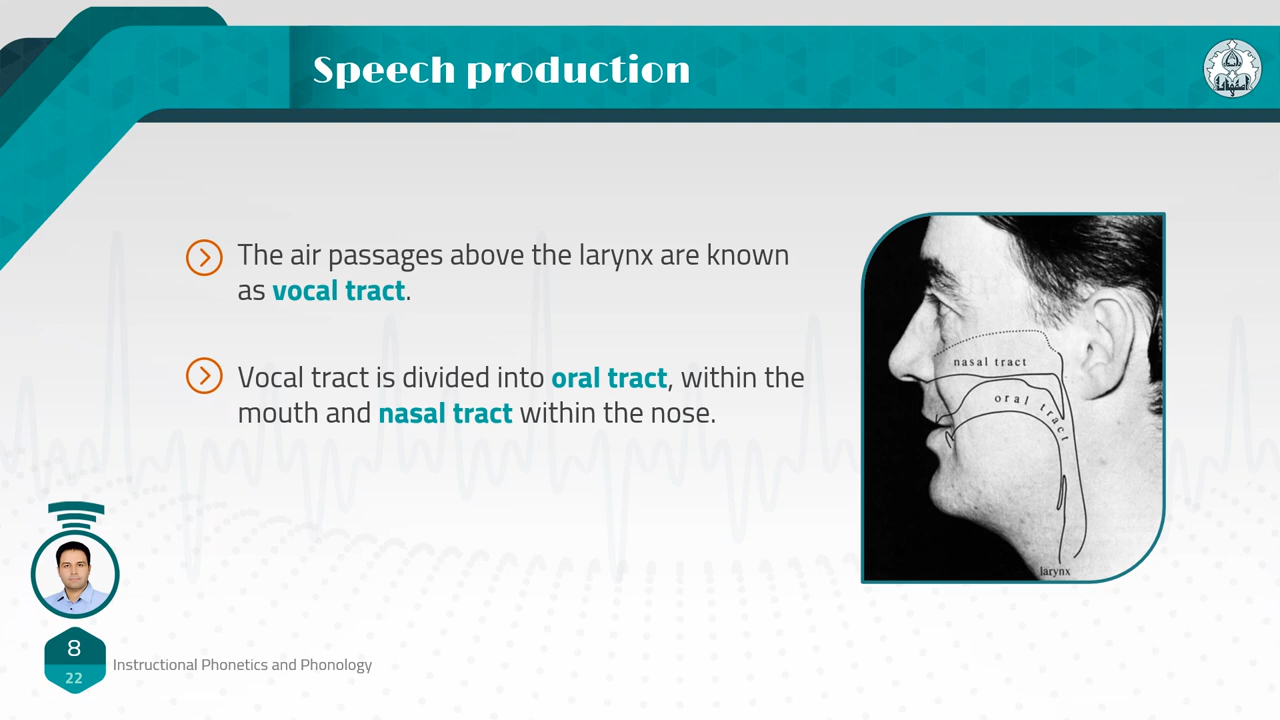 Speech production
The air passages above the larynx are known
as vocal tract.
Vocal tract is divided into oral tract, within the
mouth and nasal tract within the nose.
nasal tract
oral tract
larynx
8
22
Instructional Phonetics and Phonology